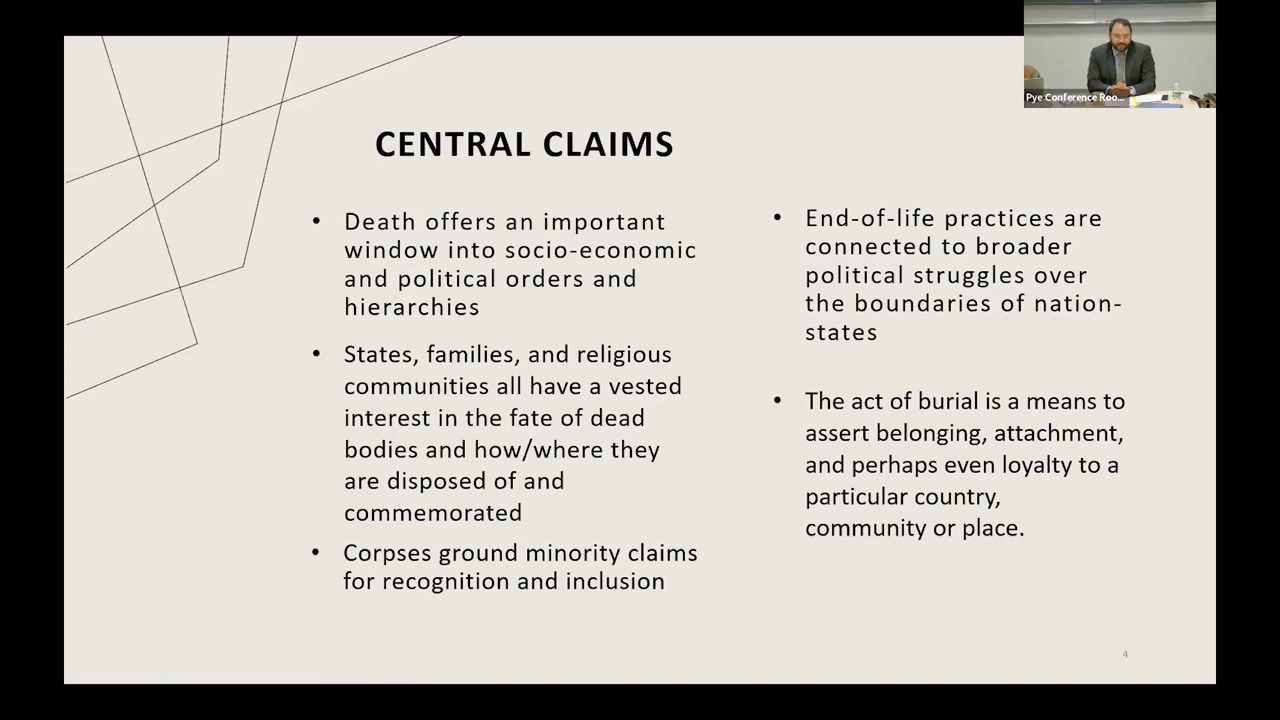 Pye Conference Roo...
CENTRAL CLAIMS
• Death offers an important
window into socio-economic
and political orders and
hierarchies
• States, families, and religious
communities all have a vested
interest in the fate of dead
bodies and how/where they
are disposed of and
commemorated
• Corpses ground minority claims
for recognition and inclusion
• End-of-life practices are
connected to broader
political struggles over
the boundaries of nation-
states
• The act of burial is a means to
assert belonging, attachment,
and perhaps even loyalty to a
particular country,
community or place.
4